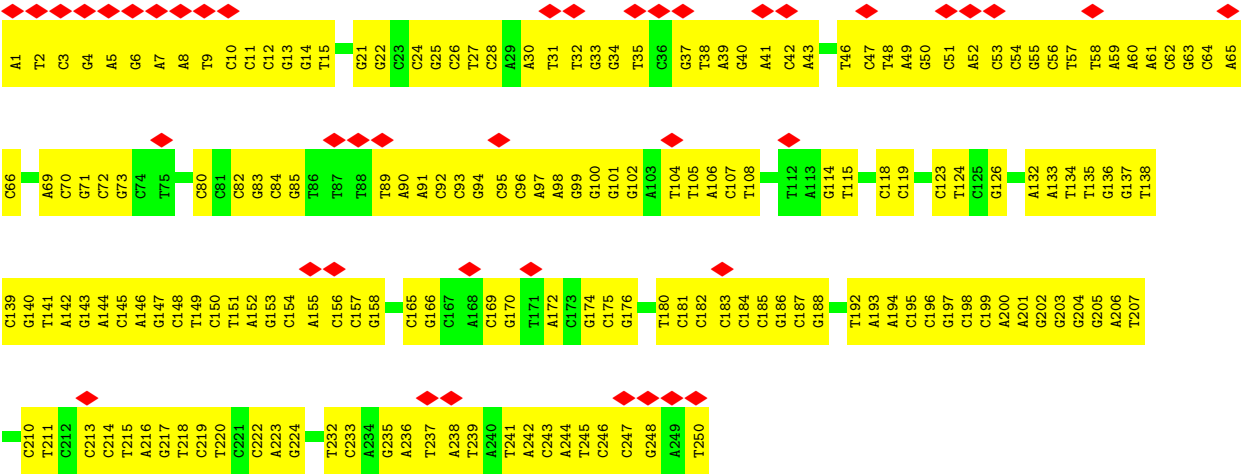 A1 T2 C3 G4 A5 G6 A7 A8 T9 C10 C11 C12 G13 G14 T15 G21 G22 C23 C24 G25 C26 T27 C28 A29 A30 T31 T32 G33 G34 T35 C36 G37 T38 A39 G40 A41 C42 A43 T46 C47 T48 A49 G50 C51 A52 C53 C54 G55 C56 T57 T58 A59 A60 A61 C62 G63 C64 A65
C66 A69 C70 G71 C72 G73 C74 T75 C80 C81 C82 G83 C84 G85 T86 T87 T88 T89 A90 A91 C92 C93 G94 C95 C96 A97 A98 G99 G100 G101 G102 A103 T104 T105 A106 C107 T108 T112 A113 G114 T115 C118 C119 C123 T124 C125 G126 A132 A133 T134 T135 G136 G137 T138
C139 G140 T141 A142 G143 A144 C145 A146 G147 C148 T149 C150 T151 A152 G153 C154 A155 C156 C157 G158 C165 G166 C167 A168 C169 G170 T171 A172 C173 G174 C175 G176 T180 C181 C182 C183 C184 C185 G186 C187 G188 T192 A193 A194 C195 C196 G197 C198 C199 A200 A201 G202 G203 G204 G205 A206 T207
C210 T211 C212 C213 C214 T215 A216 G217 T218 C219 T220 C221 C222 A223 G224 T232 C233 A234 G235 A236 T237 A238 T239 A240 T241 A242 C243 A244 T245 C246 C247 G248 A249 T250